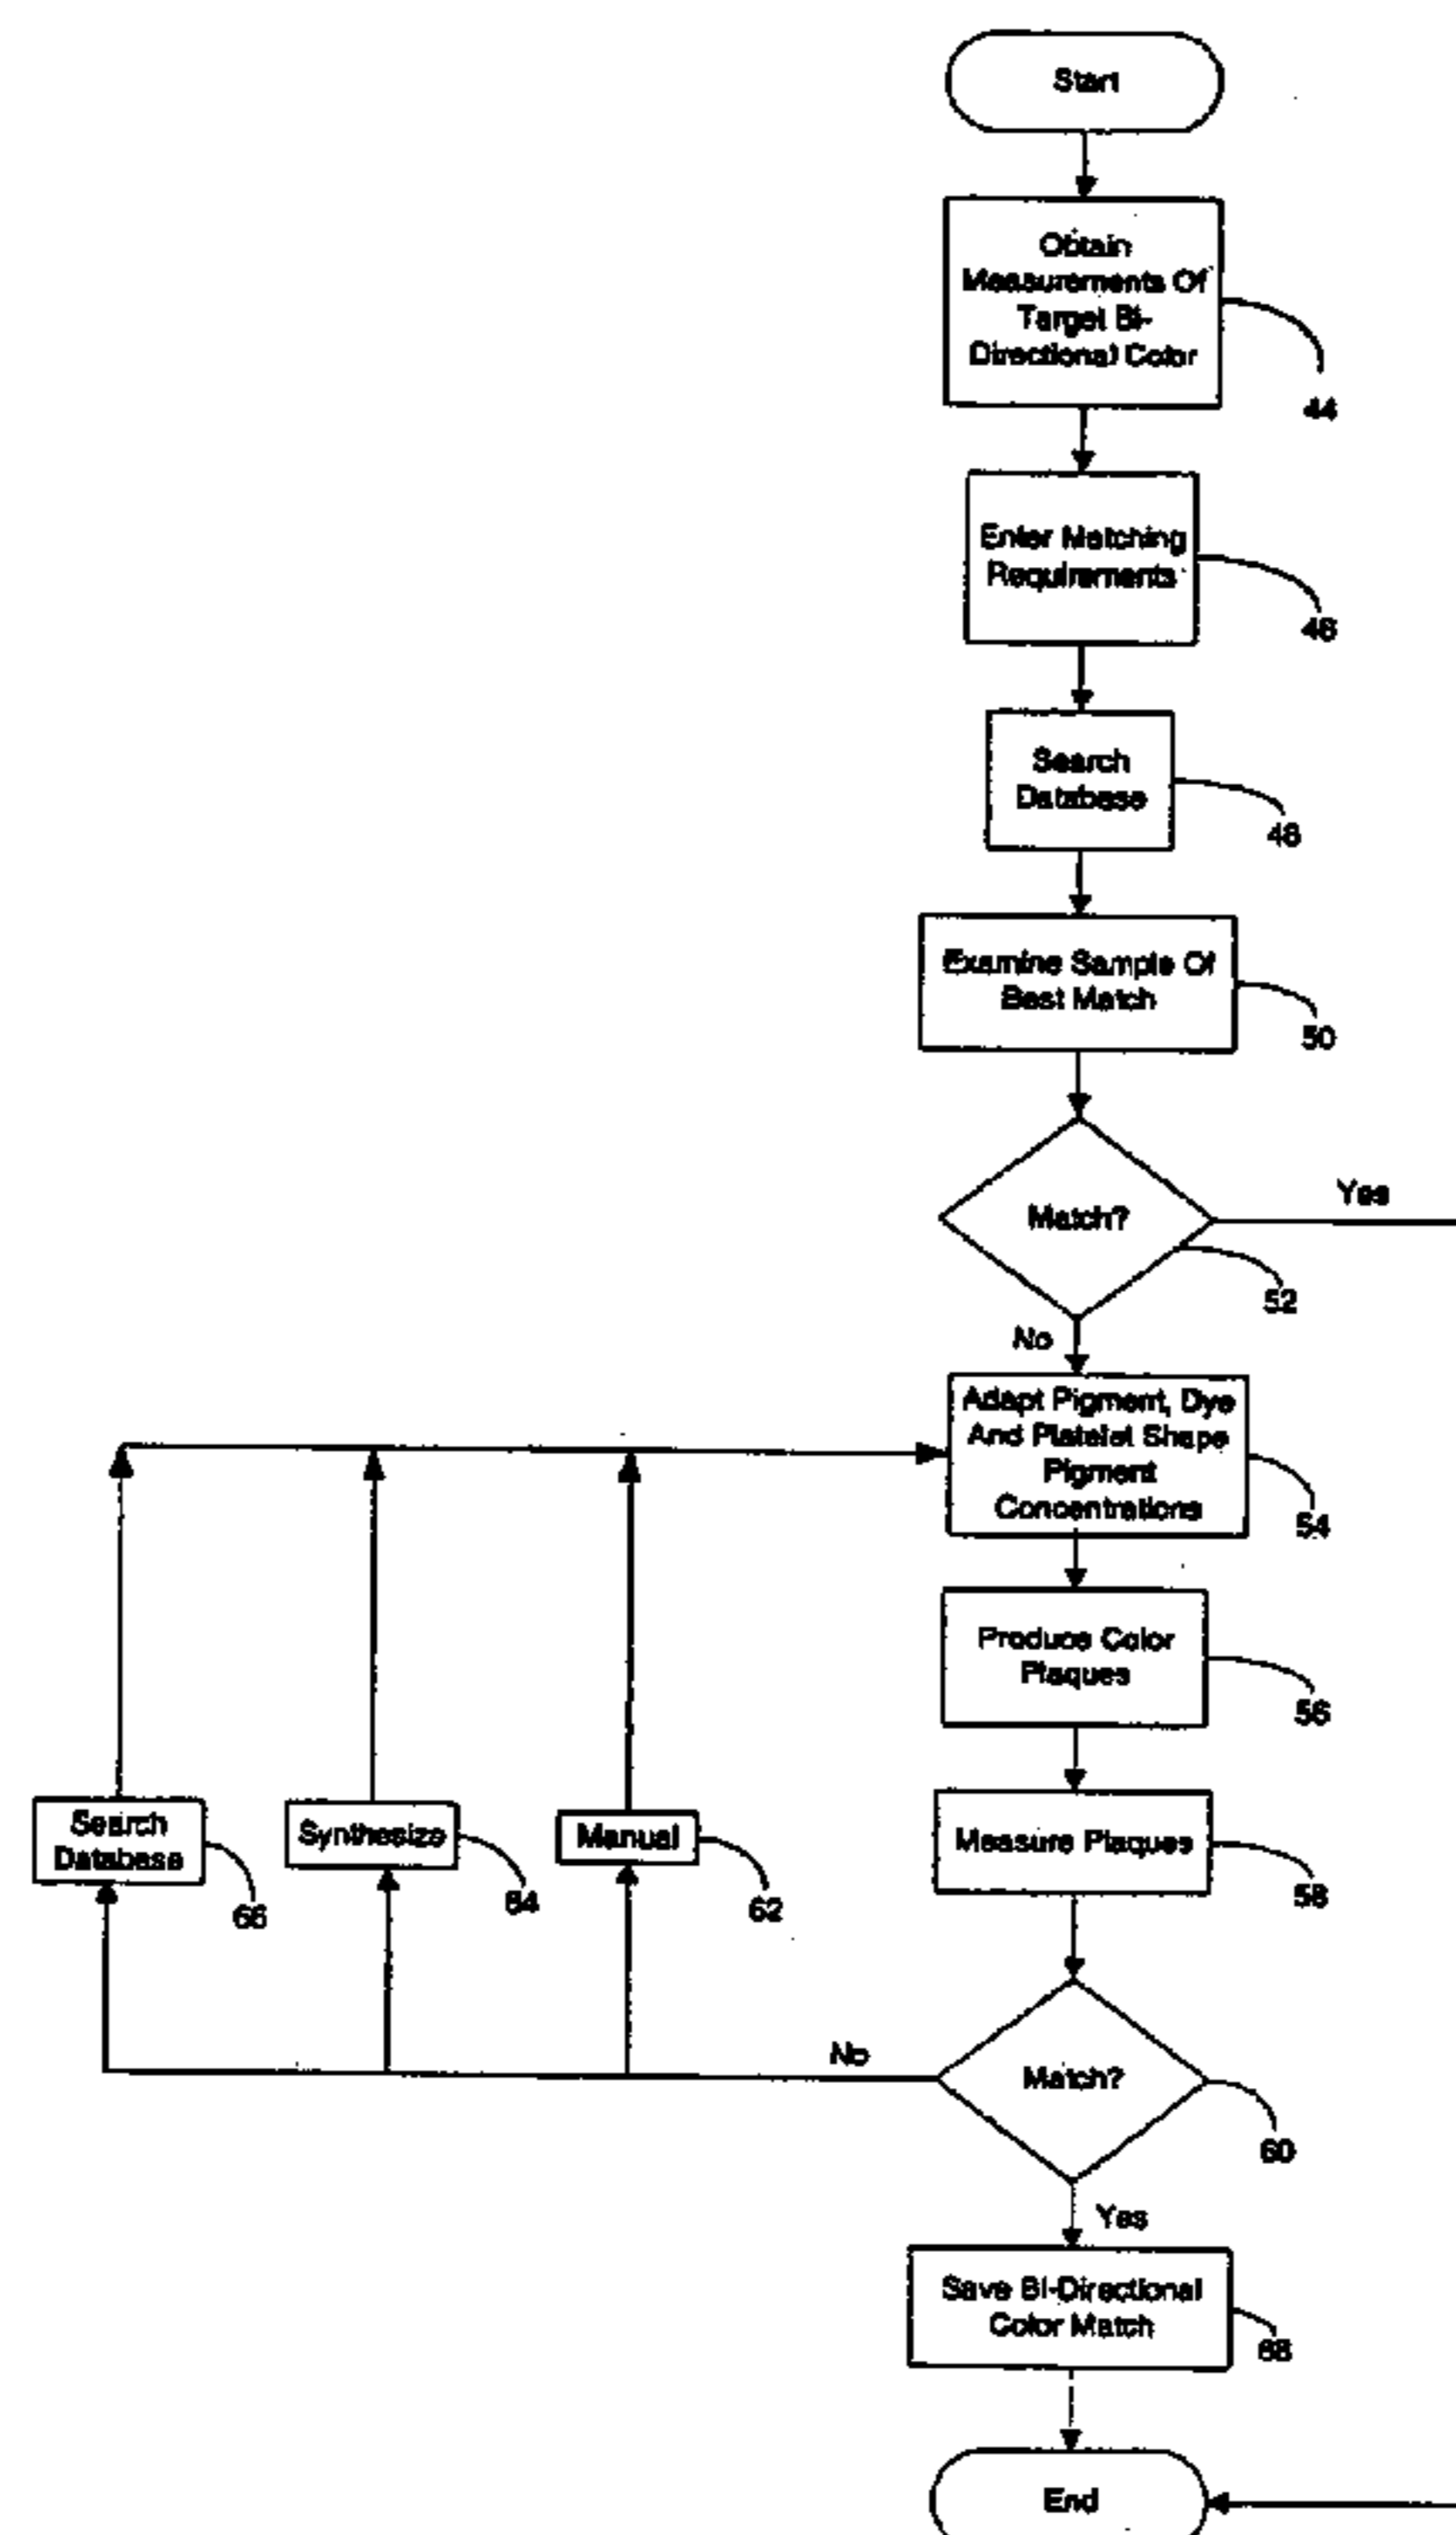 Start
Obtain
Measurements Of
Target Bi-
Directional Color
44
Enter Matching
Requirements
46
Search
Database
48
Examine Sample Of
Best Match
50
Match?
Yes
52
No
Adapt Pigment, Dye
And Platelet Shape
Pigment
Concentrations
54
Produce Color
Plaques
56
Measure Plaques
58
Search
Database
66
Synthesize
64
Manual
62
No
Match?
60
Yes
Save Bi-Directional
Color Match
68
End